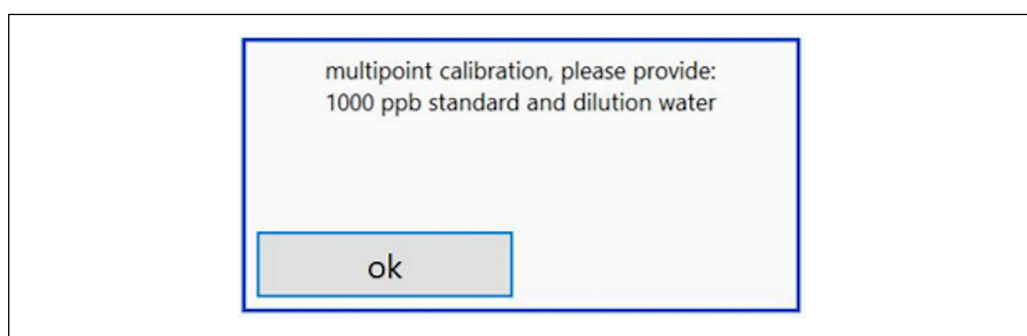 multipoint calibration, please provide:
1000 ppb standard and dilution water
ok